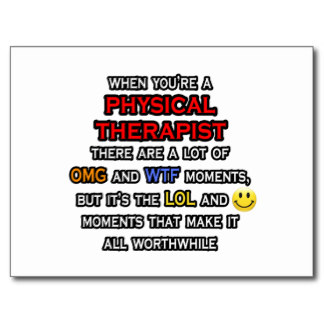 WHEN YOU'RE A
PHYSICAL
THERAPIST
THERE ARE A LOT OF
OMG AND WTF MOMENTS,
BUT IT'S THE LOL AND
MOMENTS THAT MAKE IT
ALL WORTHWHILE